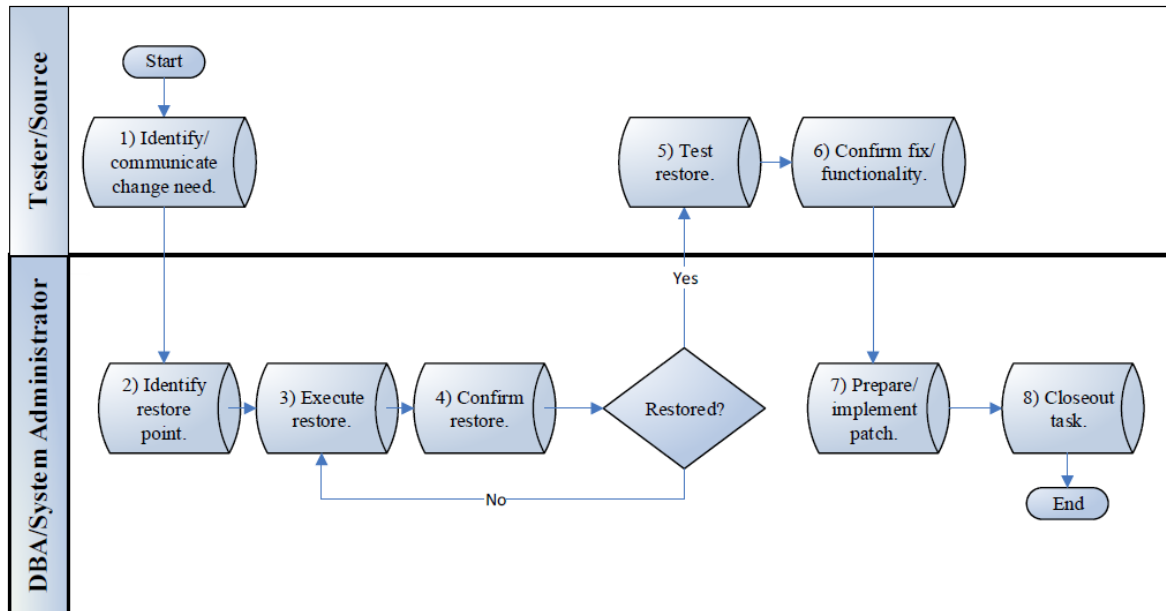 Tester/Source
Start
1) Identify/
communicate
change need.
5) Test
restore.
6) Confirm fix/
functionality.
Yes
DBA/System Administrator
2) Identify
restore
point.
3) Execute
restore.
4) Confirm
restore.
Restored?
7) Prepare/
implement
patch.
8) Closeout
task.
No
End